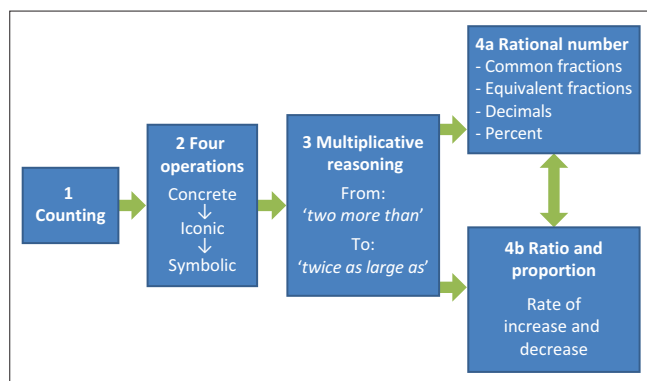 1
Counting
2 Four
operations
Concrete
↓
Iconic
↓
Symbolic
3 Multiplicative
reasoning
From:
‘two more than’
To:
‘twice as large as’
4a Rational number
- Common fractions
- Equivalent fractions
- Decimals
- Percent
4b Ratio and
proportion
Rate of
increase and
decrease